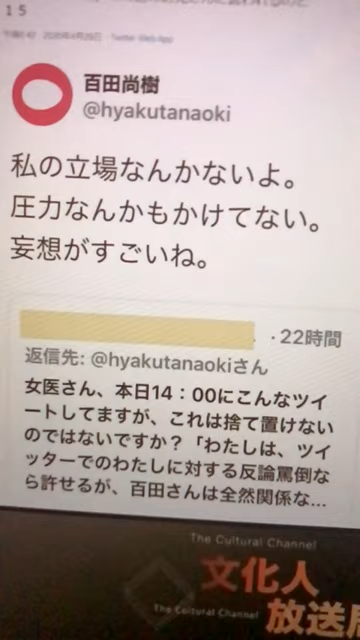 15
百田尚樹
@hyakutanaoki
私の立場なんかないよ。
圧力なんかもかけてない。
妄想がすごいね。
・22時間
返信先: @hyakutanaokiさん
女医さん、本日14：00にこんなツイ
ートしてますが、これは捨て置けない
のではないですか？「わたしは、ツイ
ッターでのわたしに対する反論罵倒な
ら許せるが、百田さんは全然関係な...
The Cultural Channel
文化人
The Cultural Channel
放送局